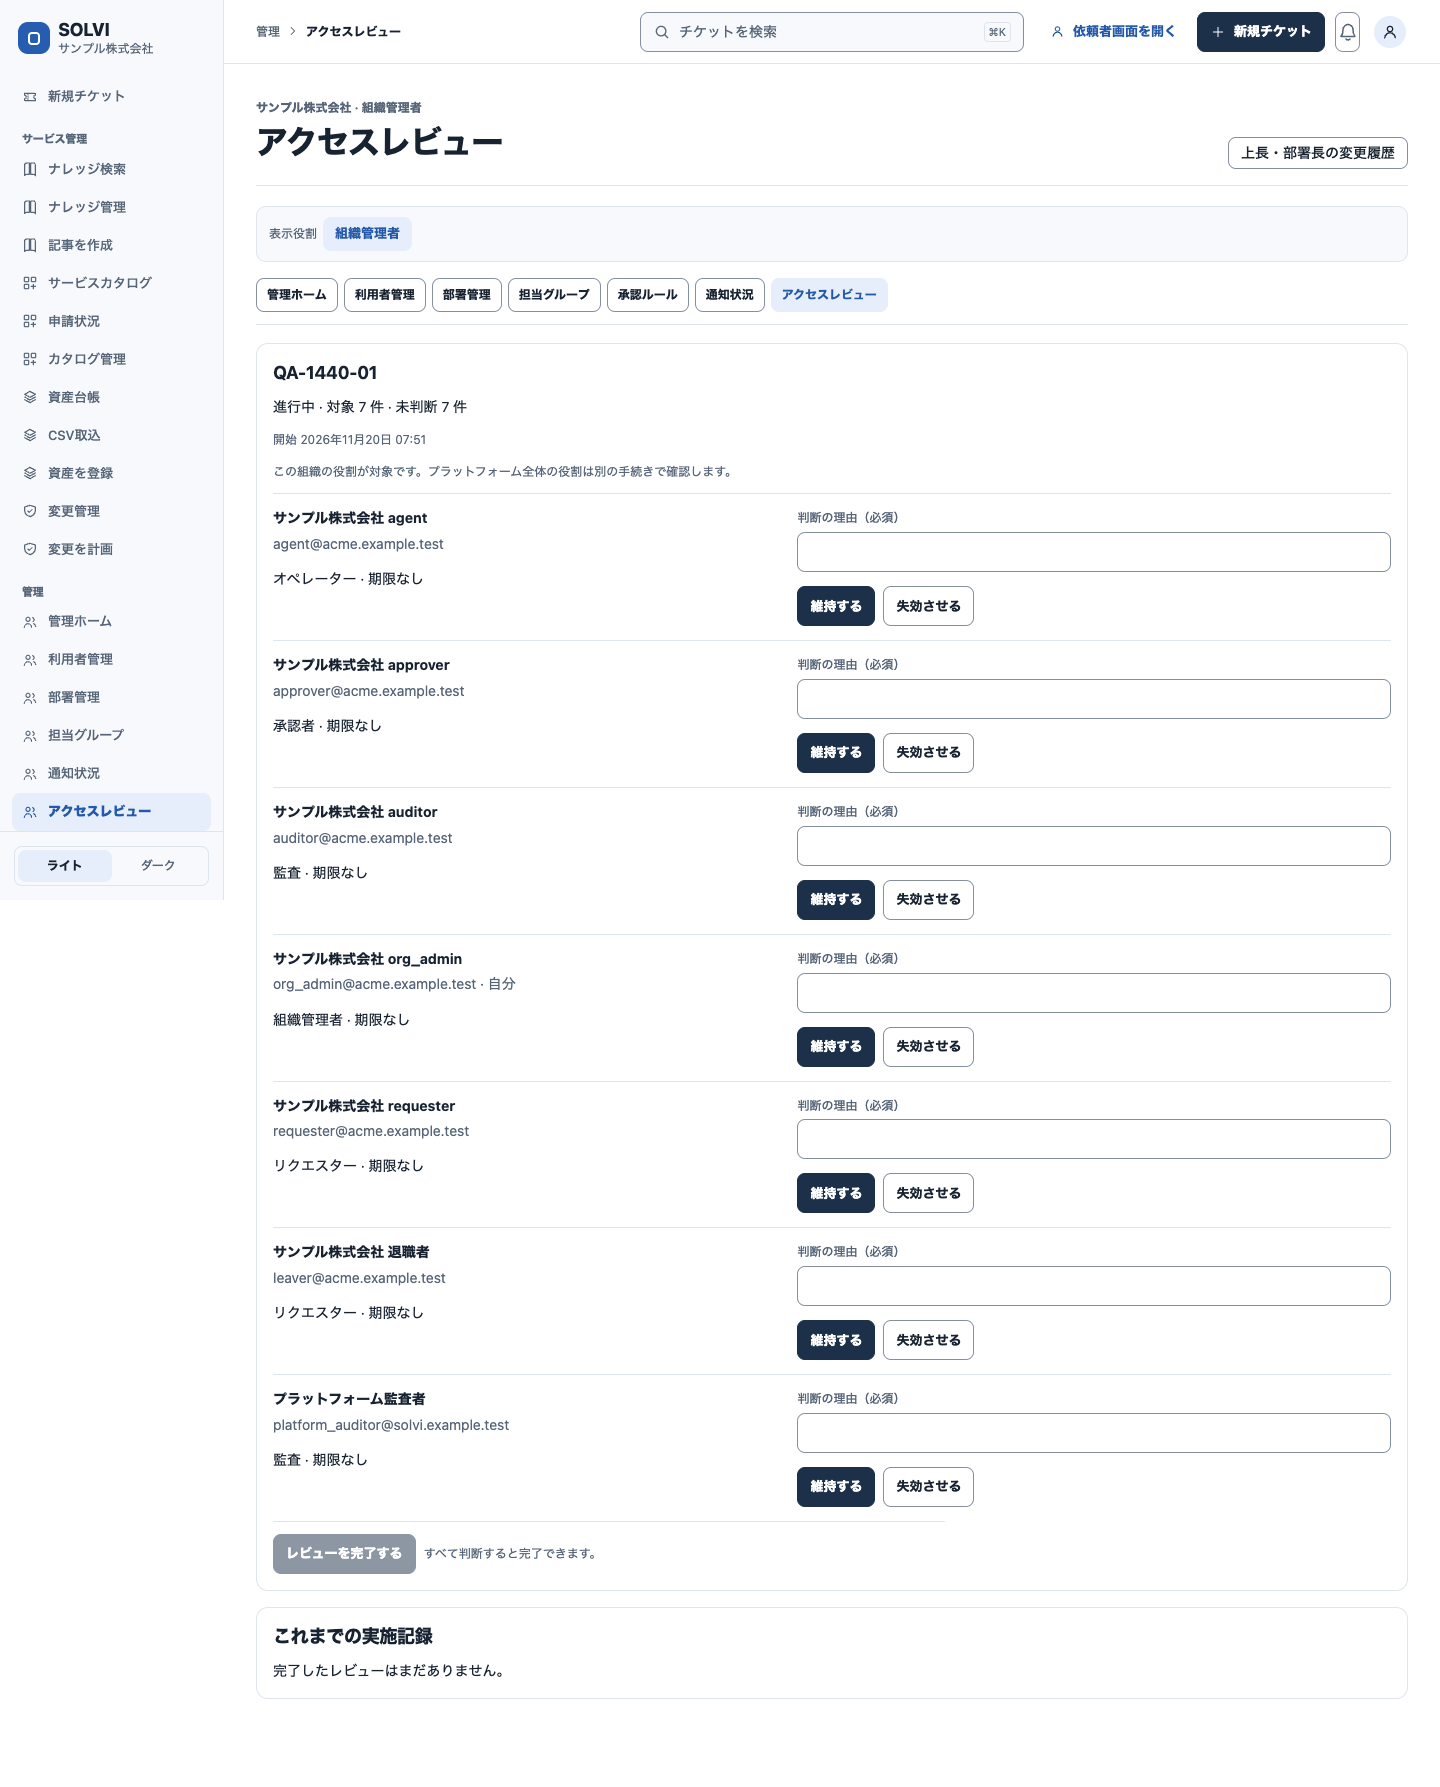 SOLVI
サンプル株式会社
新規チケット
サービス管理
ナレッジ検索
ナレッジ管理
記事を作成
サービスカタログ
申請状況
カタログ管理
資産台帳
CSV取込
資産を登録
変更管理
変更を計画
管理
管理ホーム
利用者管理
部署管理
担当グループ
通知状況
アクセスレビュー
ライト ダーク
管理 アクセスレビュー
チケットを検索 ⌘K
依頼者画面を開く
新規チケット
サンプル株式会社 · 組織管理者
アクセスレビュー
上長・部署長の変更履歴
表示役割 組織管理者
管理ホーム 利用者管理 部署管理 担当グループ 承認ルール 通知状況 アクセスレビュー
QA-1440-01
進行中 · 対象 7 件 · 未判断 7 件
開始 2026年11月20日 07:51
この組織の役割が対象です。プラットフォーム全体の役割は別の手続きで確認します。
サンプル株式会社 agent
agent@acme.example.test
オペレーター · 期限なし
判断の理由（必須）
維持する 失効させる
サンプル株式会社 approver
approver@acme.example.test
承認者 · 期限なし
判断の理由（必須）
維持する 失効させる
サンプル株式会社 auditor
auditor@acme.example.test
監査 · 期限なし
判断の理由（必須）
維持する 失効させる
サンプル株式会社 org_admin
org_admin@acme.example.test · 自分
組織管理者 · 期限なし
判断の理由（必須）
維持する 失効させる
サンプル株式会社 requester
requester@acme.example.test
リクエスター · 期限なし
判断の理由（必須）
維持する 失効させる
サンプル株式会社 退職者
leaver@acme.example.test
リクエスター · 期限なし
判断の理由（必須）
維持する 失効させる
プラットフォーム監査者
platform_auditor@solvi.example.test
監査 · 期限なし
判断の理由（必須）
維持する 失効させる
レビューを完了する すべて判断すると完了できます。
これまでの実施記録
完了したレビューはまだありません。